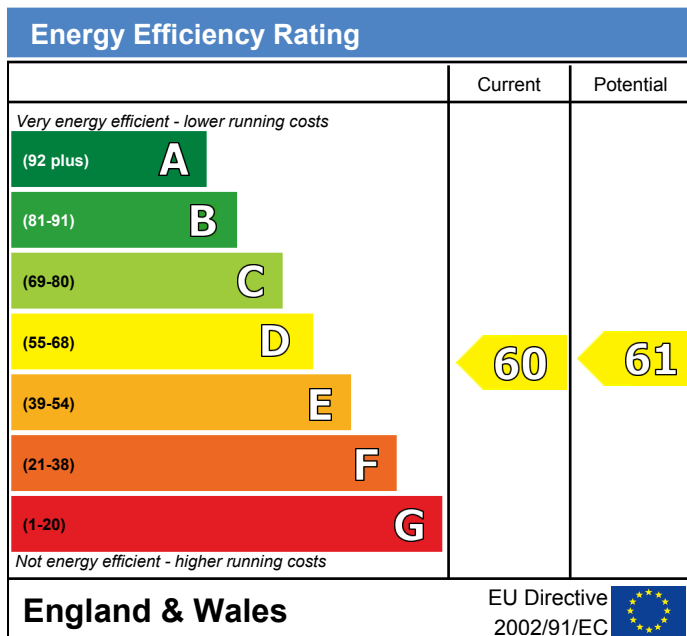 Energy Efficiency Rating
Current Potential
Very energy efficient - lower running costs
(92 plus) A
(81-91) B
(69-80) C
(55-68) D
(39-54) E
(21-38) F
(1-20) G
60 61
Not energy efficient - higher running costs
England & Wales
EU Directive
2002/91/EC